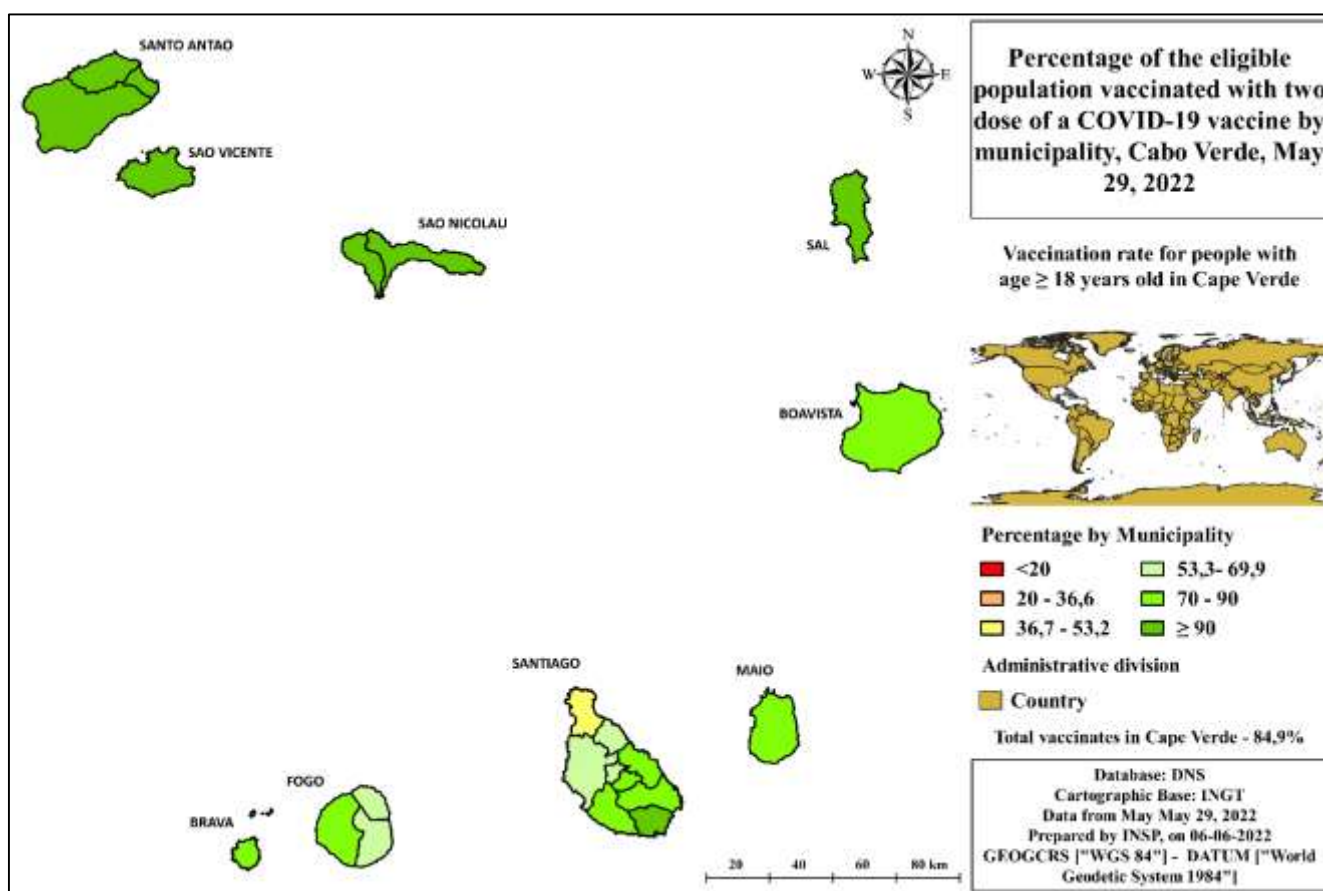 SANTO ANTAO
SAO VICENTE
SAO NICOLAU
SAL
BOAVISTA
SANTIAGO
MAIO
FOGO
BRAVA
N
W
E
S
20 40 60 80 km
Percentage of the eligible
population vaccinated with two
dose of a COVID-19 vaccine by
municipality, Cabo Verde, May
29, 2022
Vaccination rate for people with
age ≥ 18 years old in Cape Verde
Percentage by Municipality
<20
20 - 36,6
36,7 - 53,2
53,3- 69,9
70 - 90
≥ 90
Administrative division
Country
Total vaccinates in Cape Verde - 84,9%
Database: DNS
Cartographic Base: INGT
Data from May May 29, 2022
Prepared by INSP, on 06-06-2022
GEOGCRS ["WGS 84"] - DATUM ["World
Geodetic System 1984"]